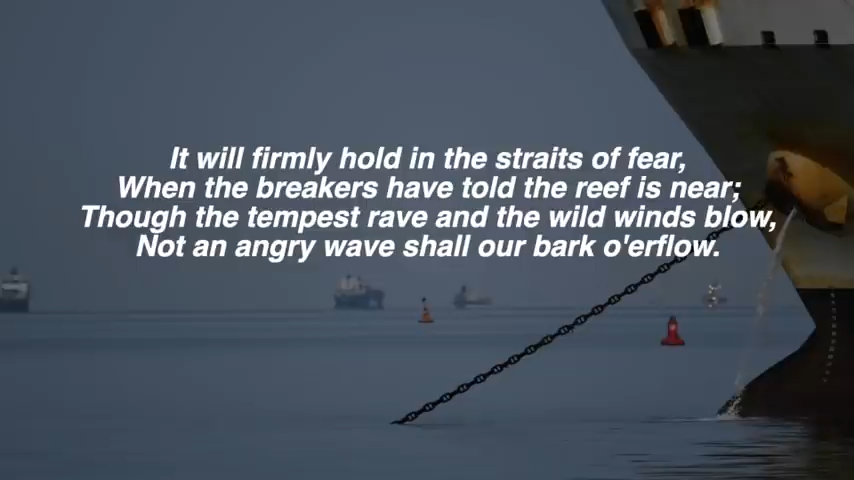 It will firmly hold in the straits of fear,
When the breakers have told the reef is near;
Though the tempest rave and the wild winds blow,
Not an angry wave shall our bark o'erflow.